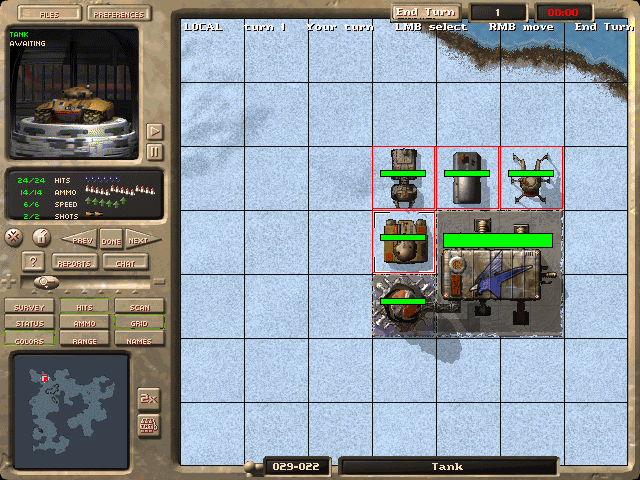 FILES
PREFERENCES
End Turn
1
00:00
LOCAL turn 1 Your turn LMB select RMB move End Turn
TANK
AWAITING
24/24 HITS
14/14 AMMO
6/6 SPEED
2/2 SHOTS
PREV
DONE
NEXT
?
REPORTS
CHAT
SURVEY
HITS
SCAN
STATUS
AMMO
GRID
COLORS
RANGE
NAMES
2x
029-022
Tank